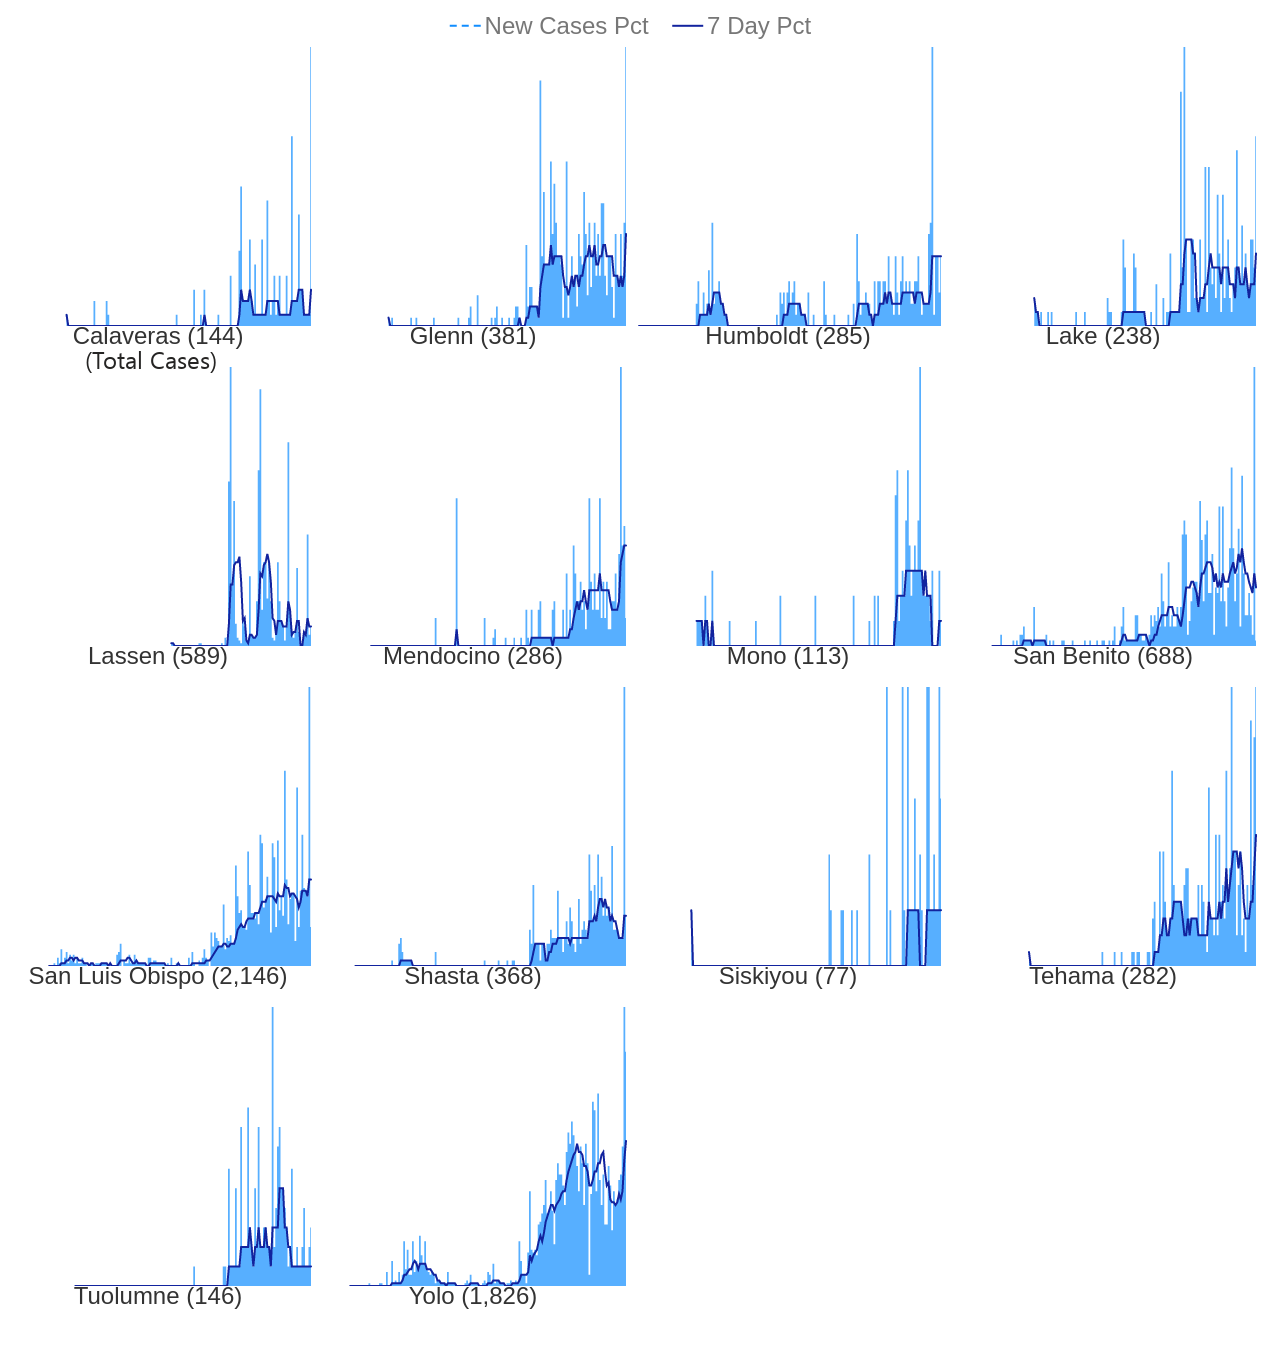 New Cases Pct 7 Day Pct
Calaveras (144) Glenn (381) Humboldt (285) Lake (238)
(Total Cases)
Lassen (589) Mendocino (286) Mono (113) San Benito (688)
San Luis Obispo (2,146) Shasta (368) Siskiyou (77) Tehama (282)
Tuolumne (146) Yolo (1,826)